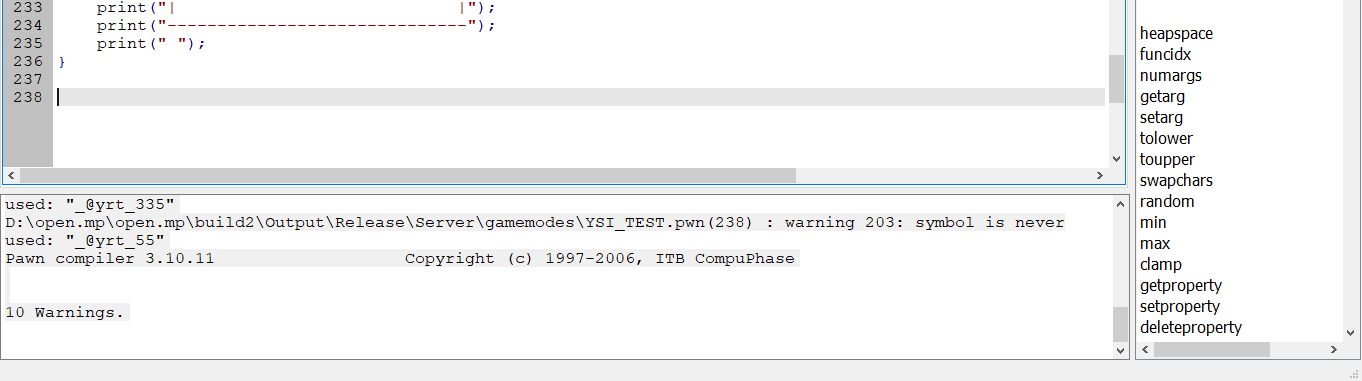 233     print("|                            |");
234     print("------------------------------");
235     print(" ");
236 }
237
238
used: "_@yrt_335"
D:\open.mp\open.mp\build2\Output\Release\Server\gamemodes\YSI_TEST.pwn(238) : warning 203: symbol is never
used: "_@yrt_55"
Pawn compiler 3.10.11                   Copyright (c) 1997-2006, ITB CompuPhase
10 Warnings.
heapspace
funcidx
numargs
getarg
setarg
tolower
toupper
swapchars
random
min
max
clamp
getproperty
setproperty
deleteproperty